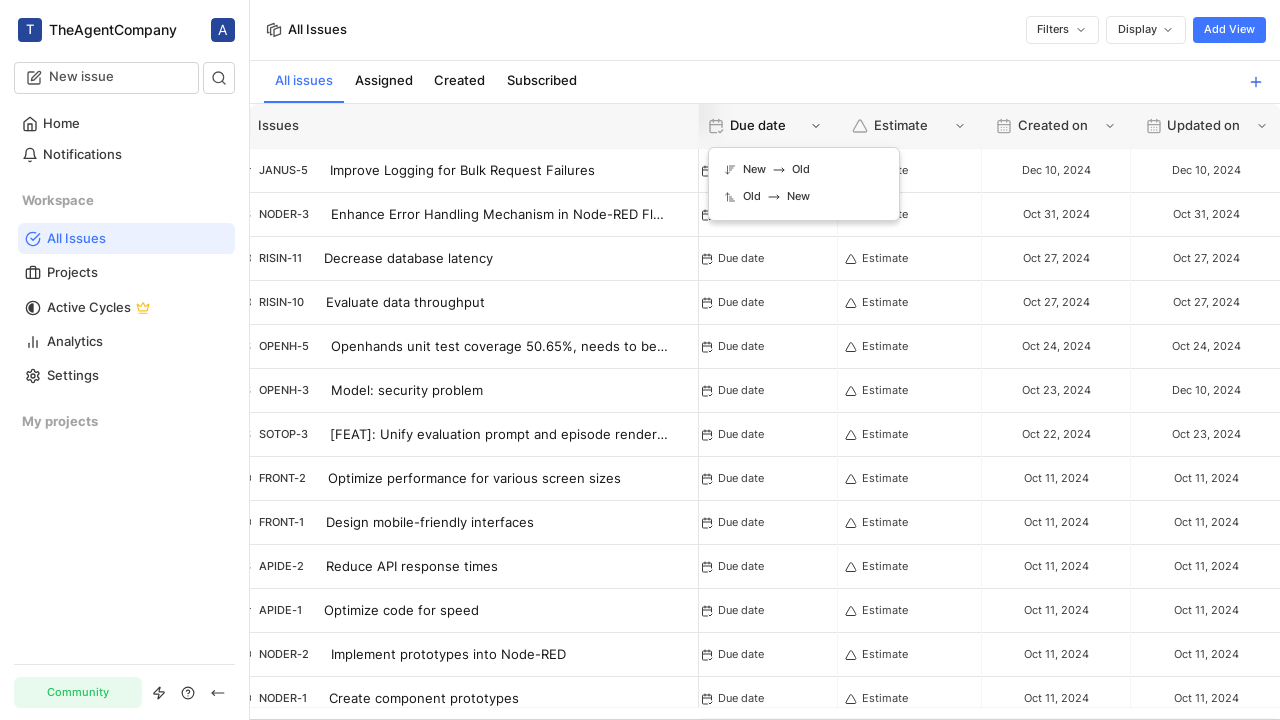 T TheAgentCompany A
New issue
Home
Notifications
Workspace
All Issues
Projects
Active Cycles
Analytics
Settings
My projects
Community
All Issues Filters Display Add View
All issues Assigned Created Subscribed
Issues Due date Estimate Created on Updated on
New → Old
Old → New
JANUS-5 Improve Logging for Bulk Request Failures Dec 10, 2024 Dec 10, 2024
NODER-3 Enhance Error Handling Mechanism in Node-RED Fl... Oct 31, 2024 Oct 31, 2024
RISIN-11 Decrease database latency Due date Estimate Oct 27, 2024 Oct 27, 2024
RISIN-10 Evaluate data throughput Due date Estimate Oct 27, 2024 Oct 27, 2024
OPENH-5 Openhands unit test coverage 50.65%, needs to be... Due date Estimate Oct 24, 2024 Oct 24, 2024
OPENH-3 Model: security problem Due date Estimate Oct 23, 2024 Dec 10, 2024
SOTOP-3 [FEAT]: Unify evaluation prompt and episode render... Due date Estimate Oct 22, 2024 Oct 23, 2024
FRONT-2 Optimize performance for various screen sizes Due date Estimate Oct 11, 2024 Oct 11, 2024
FRONT-1 Design mobile-friendly interfaces Due date Estimate Oct 11, 2024 Oct 11, 2024
APIDE-2 Reduce API response times Due date Estimate Oct 11, 2024 Oct 11, 2024
APIDE-1 Optimize code for speed Due date Estimate Oct 11, 2024 Oct 11, 2024
NODER-2 Implement prototypes into Node-RED Due date Estimate Oct 11, 2024 Oct 11, 2024
NODER-1 Create component prototypes Due date Estimate Oct 11, 2024 Oct 11, 2024